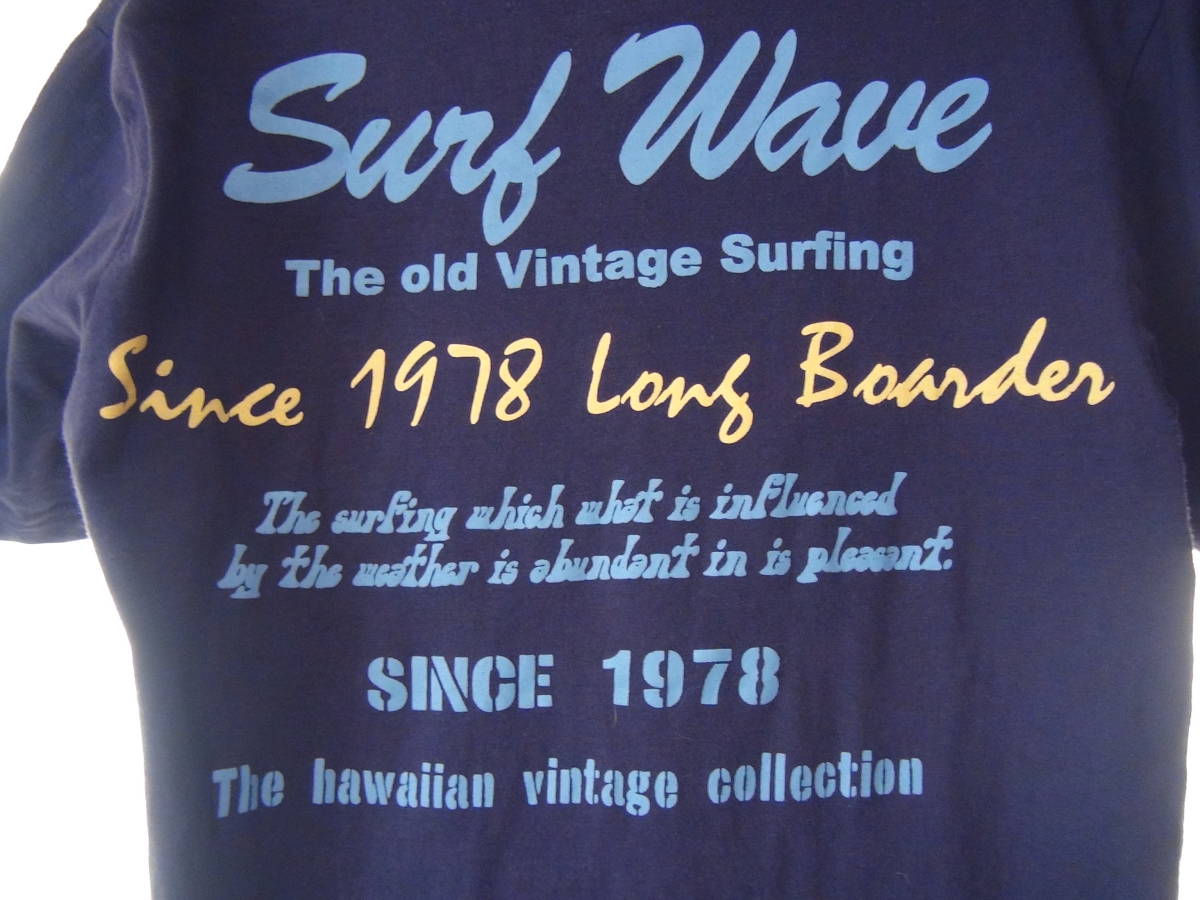 Surf Wave
The old Vintage Surfing
Since 1978 Long Boarder
The surfing which what is influenced
by the weather is abundant in is pleasant.
SINCE 1978
The hawaiian vintage collection